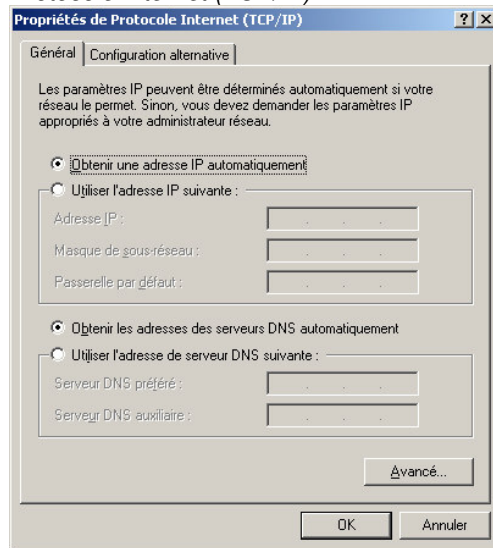 Propriétés de Protocole Internet (TCP/IP)
Général
Configuration alternative
Les paramètres IP peuvent être déterminés automatiquement si votre
réseau le permet. Sinon, vous devez demander les paramètres IP
appropriés à votre administrateur réseau.
Obtenir une adresse IP automatiquement
Utiliser l'adresse IP suivante :
Adresse IP :
Masque de sous-réseau :
Passerelle par défaut :
Obtenir les adresses des serveurs DNS automatiquement
Utiliser l'adresse de serveur DNS suivante :
Serveur DNS préféré :
Serveur DNS auxiliaire :
Avancé...
OK
Annuler